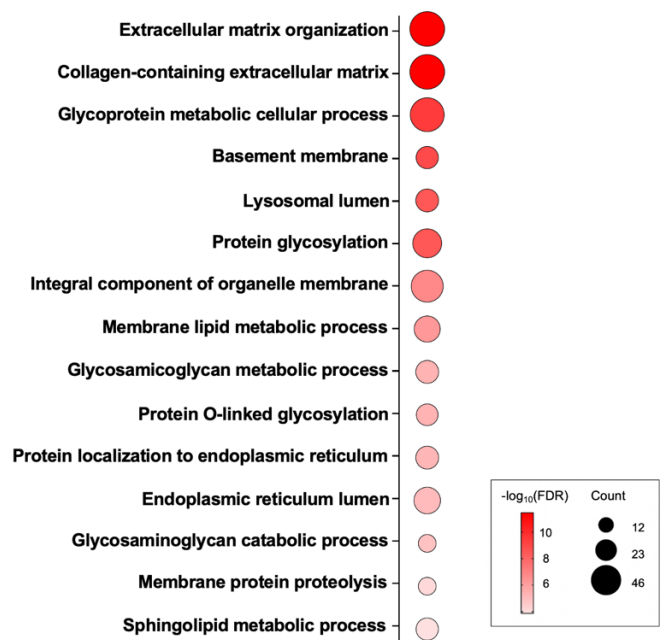 Extracellular matrix organization
Collagen-containing extracellular matrix
Glycoprotein metabolic cellular process
Basement membrane
Lysosomal lumen
Protein glycosylation
Integral component of organelle membrane
Membrane lipid metabolic process
Glycosamicoglycan metabolic process
Protein O-linked glycosylation
Protein localization to endoplasmic reticulum
Endoplasmic reticulum lumen
Glycosaminoglycan catabolic process
Membrane protein proteolysis
Sphingolipid metabolic process
-log₁₀(FDR) Count
10 12
8 23
6 46